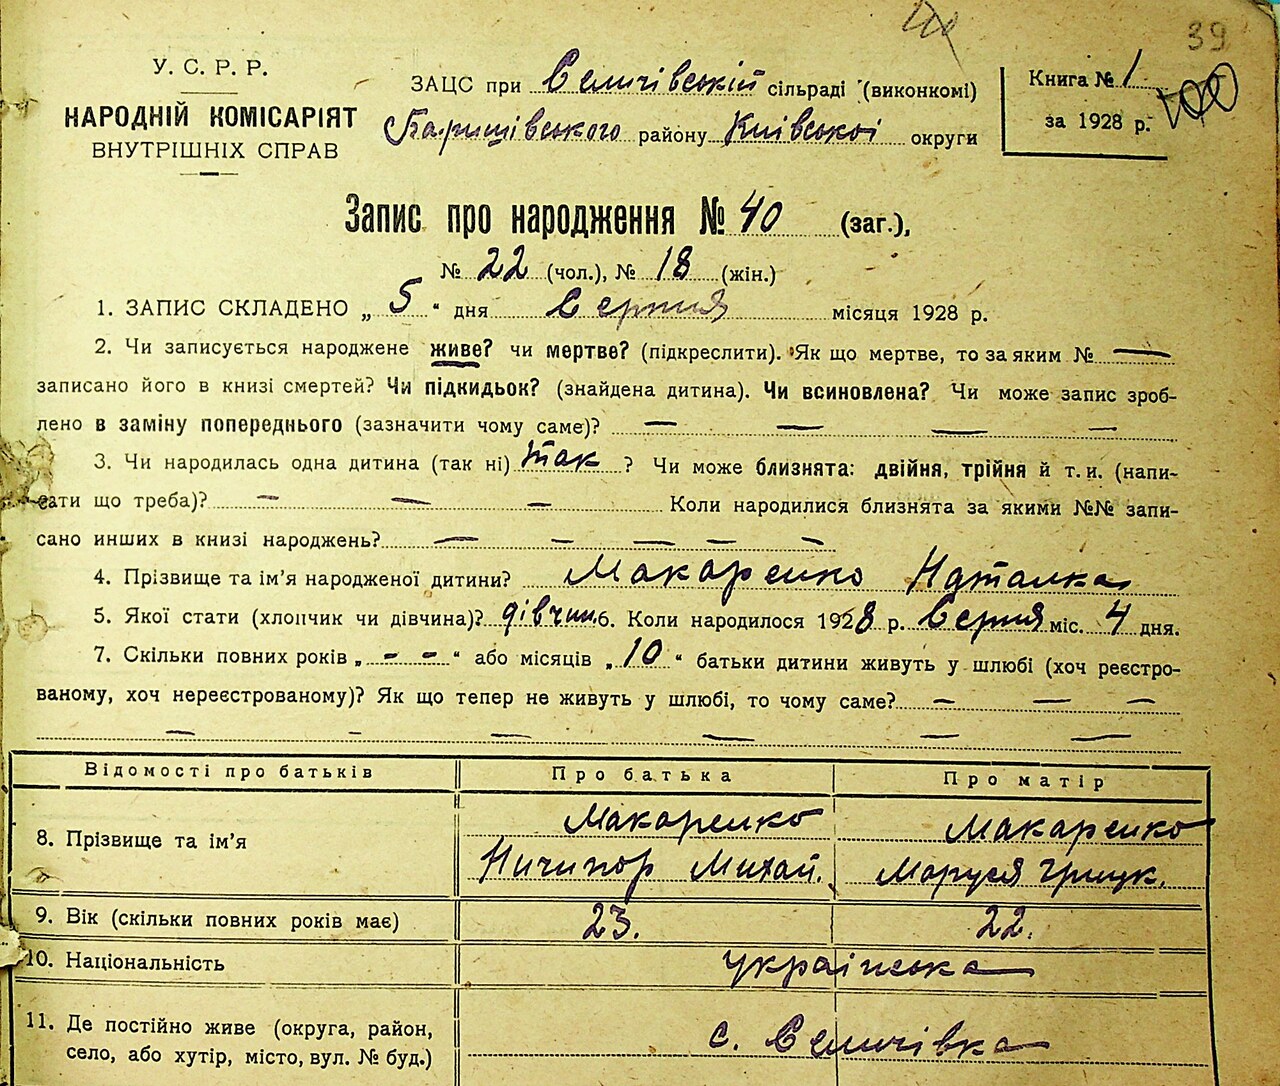 39
У. С. Р. Р.
НАРОДНІЙ КОМІСАРІЯТ
ВНУТРІШНІХ СПРАВ
ЗАЦС при Селичівській сільраді (виконкомі)
Баришівського району Київської округи
Книга № 1
за 1928 р.
Запис про народження № 40 (заг.),
№ 22 (чол.), № 18 (жін.)
1. ЗАПИС СКЛАДЕНО „ 5 “ дня Серпня місяця 1928 р.
2. Чи записується народжене живе? чи мертве? (підкреслити). Як що мертве, то за яким № —
записано його в книзі смертей? Чи підкидьок? (знайдена дитина). Чи всиновлена? Чи може запис зроб-
лено в заміну попереднього (зазначити чому саме)? — — — —
3. Чи народилась одна дитина (так ні) Так ? Чи може близнята: двійня, трійня й т. и. (напи-
сати що треба)? — — — Коли народилися близнята за якими №№ запи-
сано инших в книзі народжень? — — — — —
4. Прізвище та ім’я народженої дитини? Макаренко Наталка
5. Якої стати (хлопчик чи дівчина)? дівчин. 6. Коли народилося 1928 р. Серпня міс. 4 дня.
7. Скільки повних років „ - - “ або місяців „ 10 “ батьки дитини живуть у шлюбі (хоч реєстро-
ваному, хоч нереєстрованому)? Як що тепер не живуть у шлюбі, то чому саме? — — —
— — — — — —
Відомості про батьків Про батька Про матір
8. Прізвище та ім’я Макаренко Макаренко
Ничипор Михай. Маруся Грицк.
9. Вік (скільки повних років має) 23. 22.
10. Національність українська
11. Де постійно живе (округа, район, с. Селичівка
село, або хутір, місто, вул. № буд.)